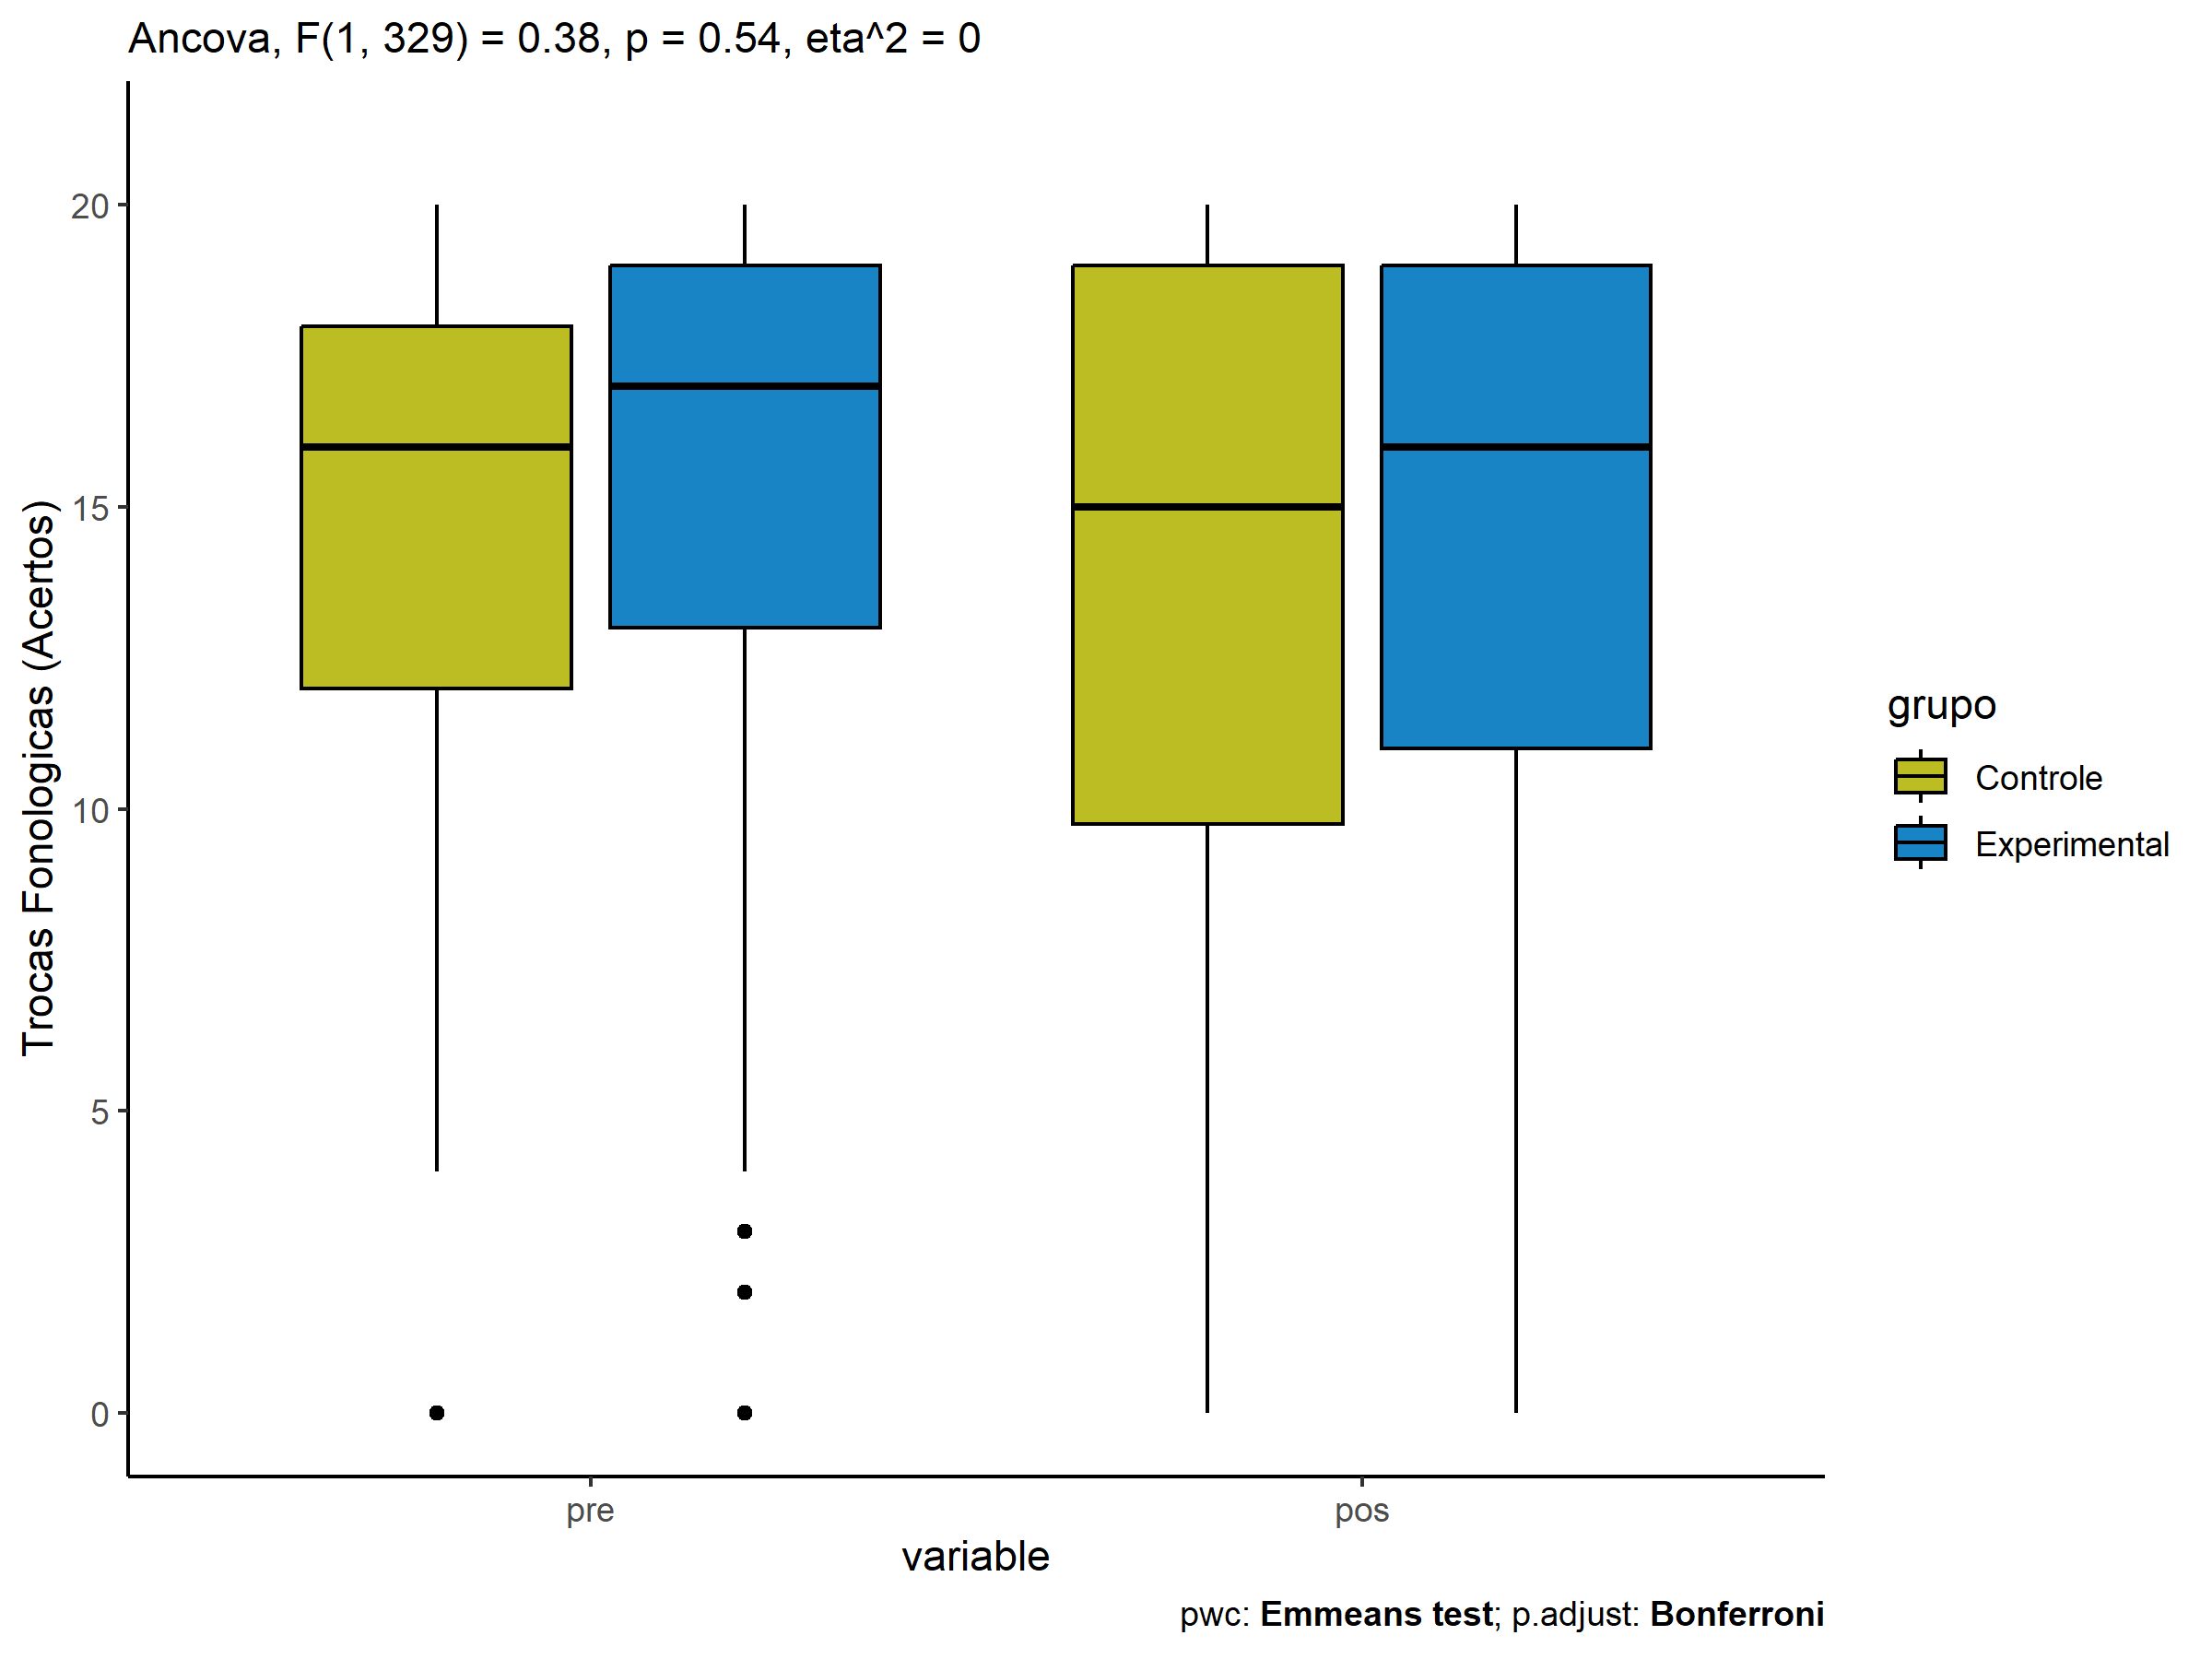 Ancova, F(1, 329) = 0.38, p = 0.54, eta^2 = 0
Trocas Fonologicas (Acertos)
20
15
10
5
0
pre
pos
variable
grupo
Controle
Experimental
pwc: Emmeans test; p.adjust: Bonferroni